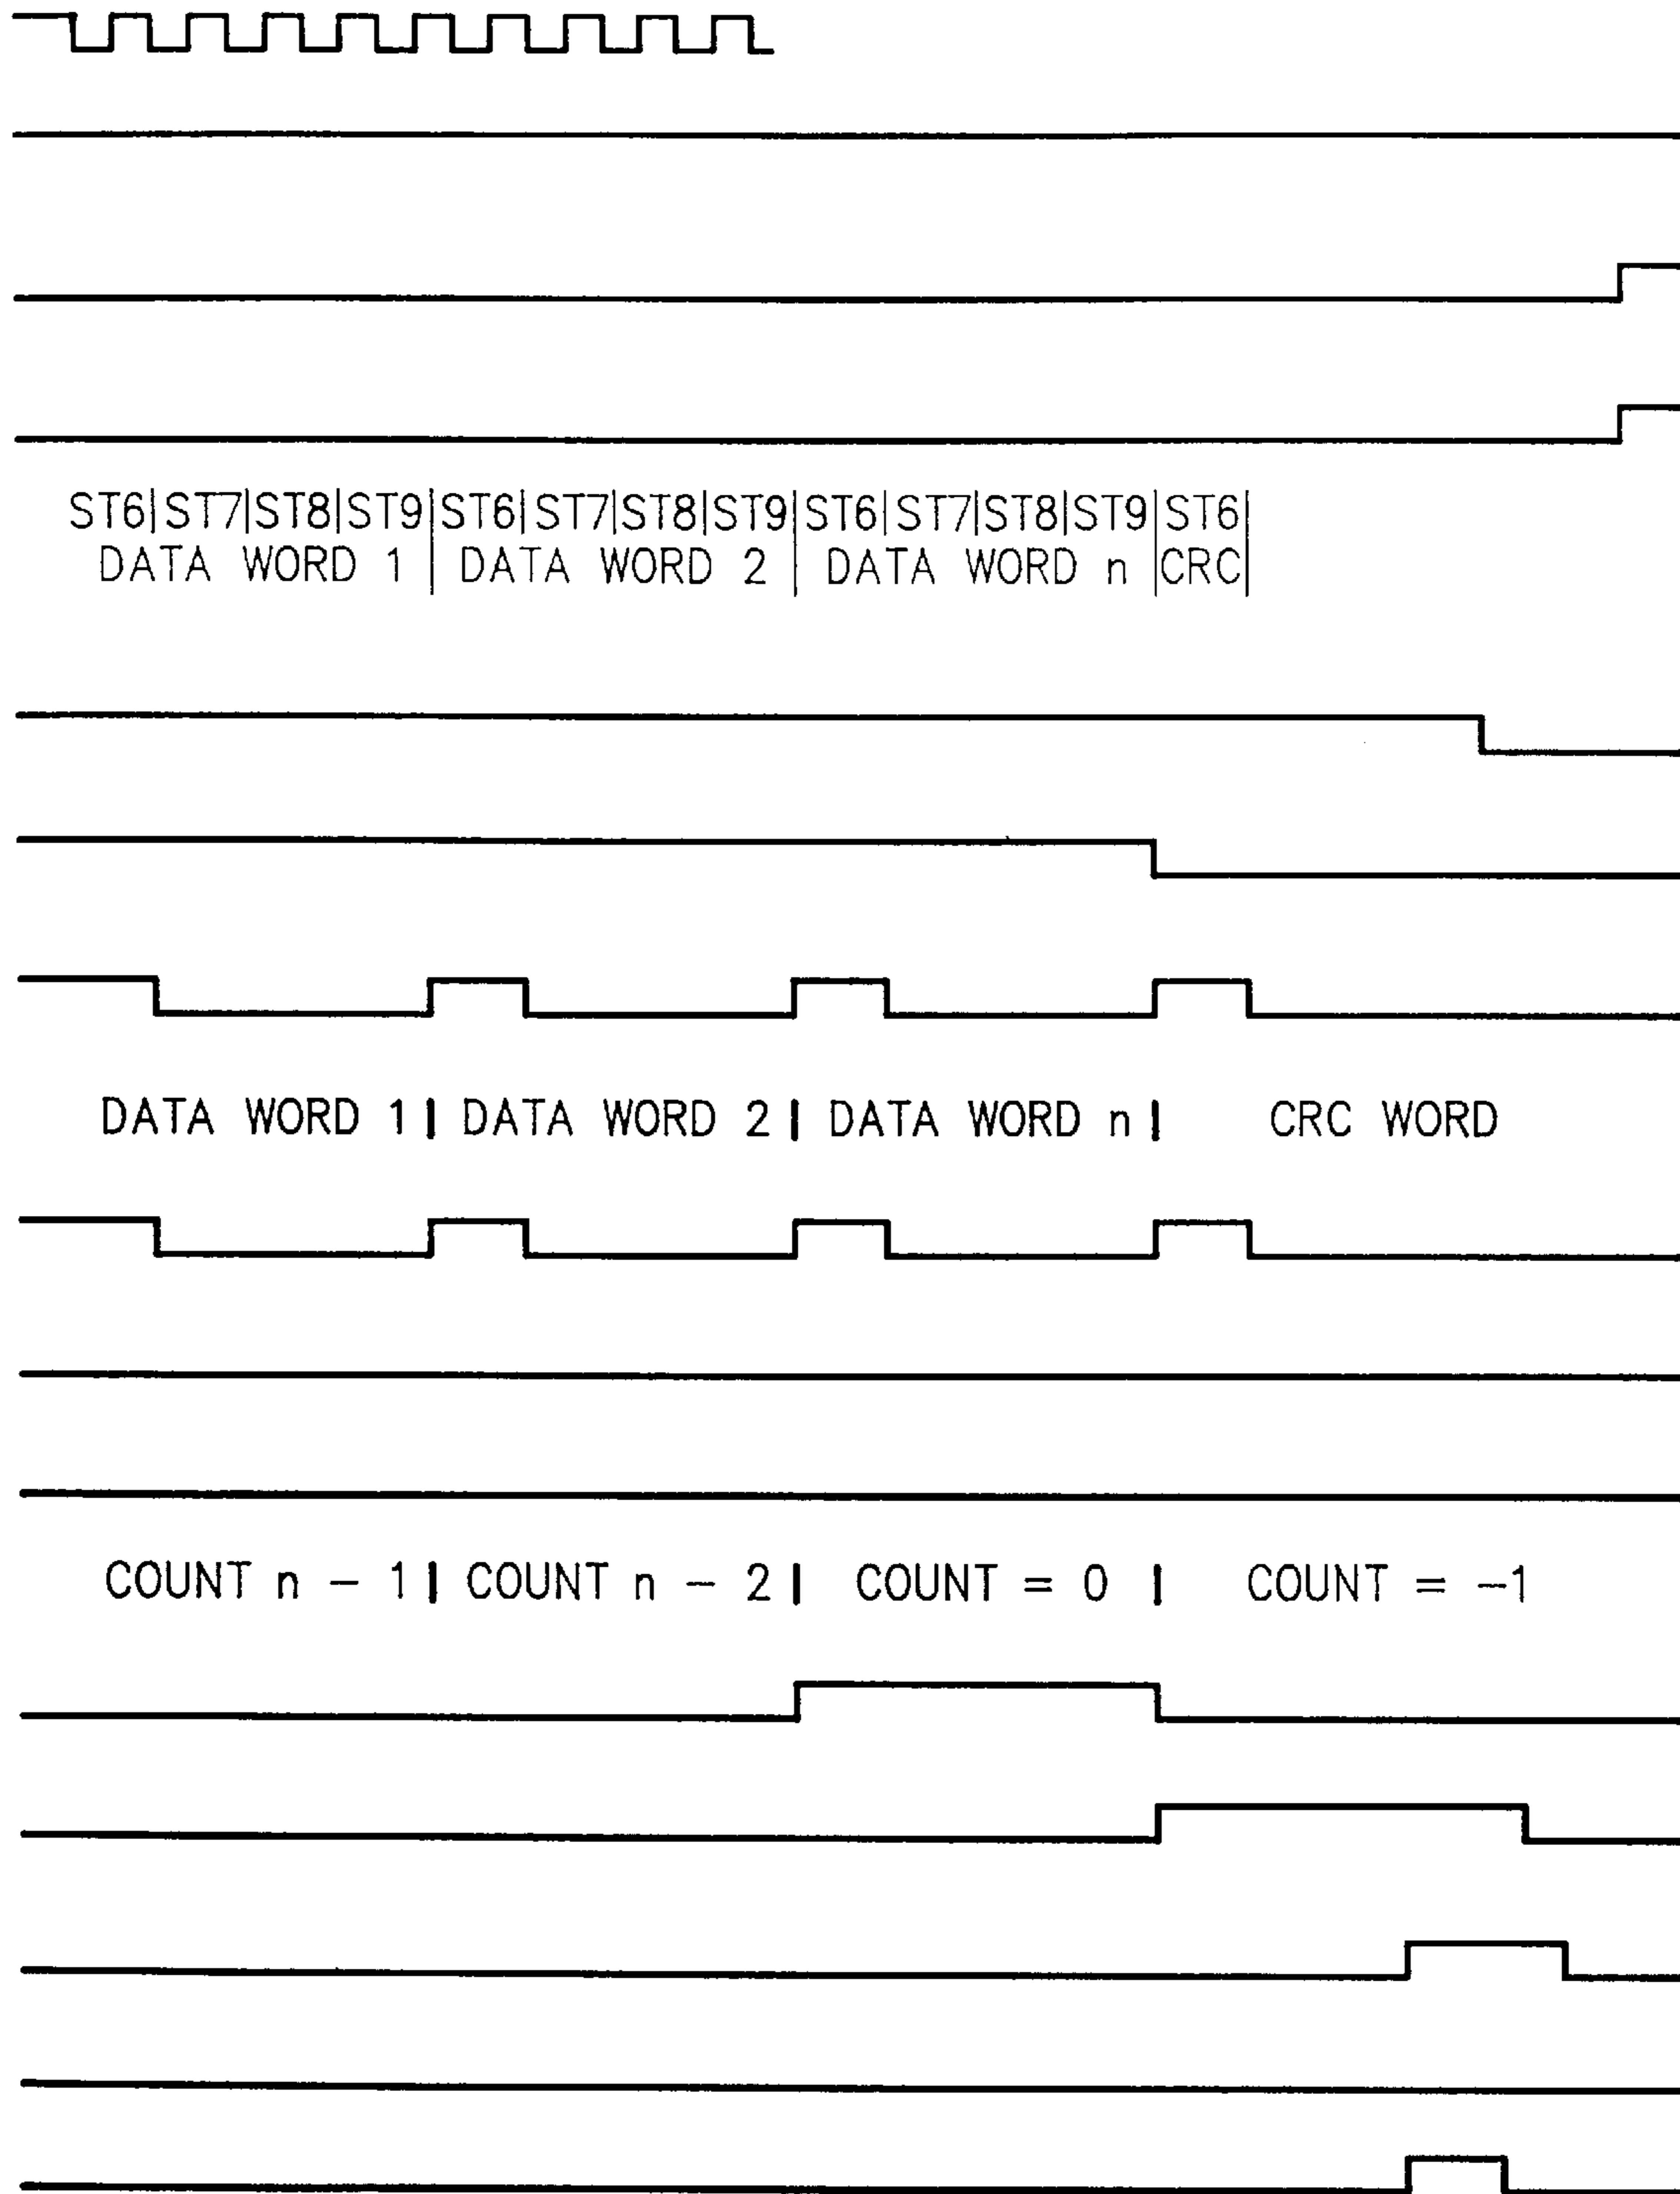 ST6|ST7|ST8|ST9|ST6|ST7|ST8|ST9|ST6|ST7|ST8|ST9|ST6|
DATA WORD 1 | DATA WORD 2 | DATA WORD n |CRC|
DATA WORD 1 | DATA WORD 2 | DATA WORD n | CRC WORD
COUNT n - 1 | COUNT n - 2 | COUNT = 0 | COUNT = -1